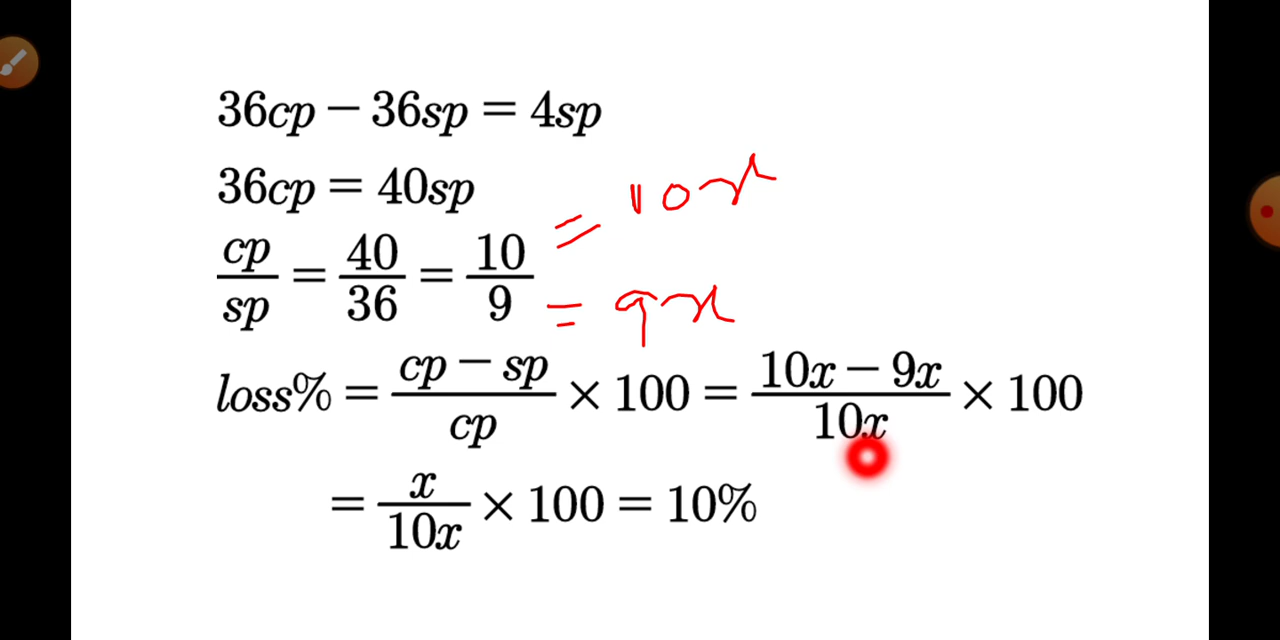 36cp − 36sp = 4sp
36cp = 40sp
= 10x
cp/sp = 40/36 = 10/9
= 9x
loss% = (cp − sp)/cp × 100 = (10x − 9x)/10x × 100
= x/10x × 100 = 10%